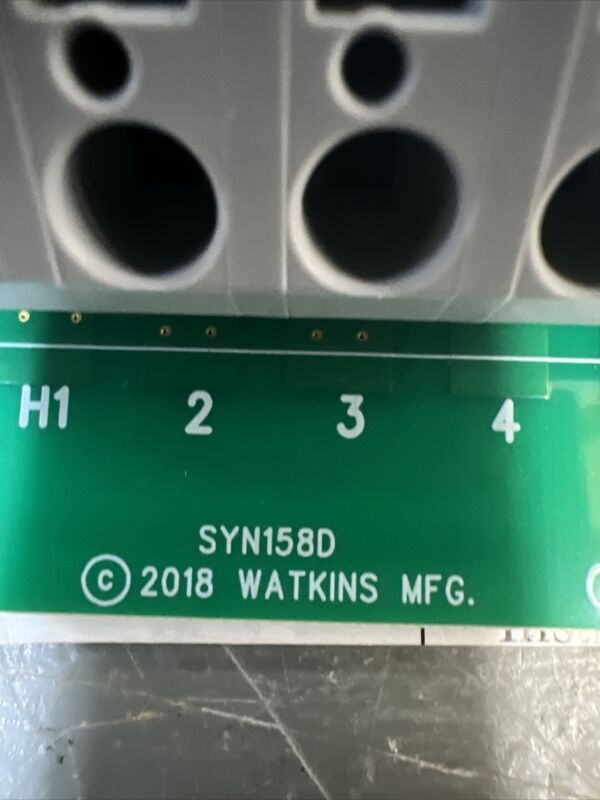 H1 2 3 4
SYN158D
© 2018 WATKINS MFG.